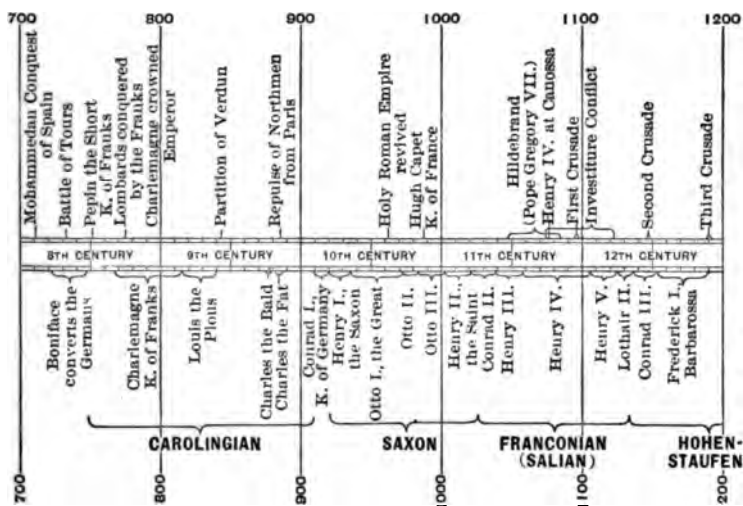 700 800 900 1000 1100 1200
Mohammedan Conquest
of Spain
Battle of Tours
Pepin the Short
K. of Franks
Lombards conquered
by the Franks
Charlemagne crowned
Emperor
Partition of Verdun
Repulse of Northmen
from Paris
Holy Roman Empire
revived
Hugh Capet
K. of France
Hildebrand
(Pope Gregory VII.)
Henry IV. at Canossa
First Crusade
Investiture Conflict
Second Crusade
Third Crusade
8TH CENTURY 9TH CENTURY 10TH CENTURY 11TH CENTURY 12TH CENTURY
Boniface
converts the
Germans
Charlemagne
K. of Franks
Louis the
Pious
Charles the Bald
Charles the Fat
Conrad I.,
K. of Germany
Henry I.,
the Saxon
Otto I., the Great
Otto II.
Otto III.
Henry II.,
the Saint
Conrad II.
Henry III.
Henry IV.
Henry V.
Lothair II.
Conrad III.
Frederick I.,
Barbarossa
CAROLINGIAN SAXON FRANCONIAN
(SALIAN)
HOHEN-
STAUFEN
700 800 900 1000 1100 1200